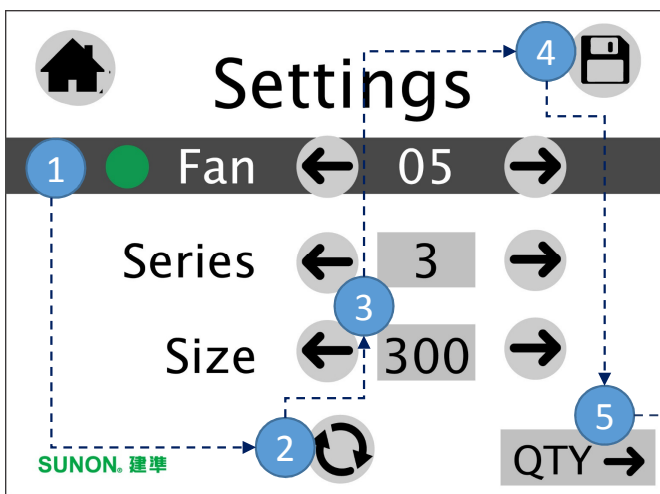 4
Settings
1 Fan 05
Series 3
3
Size 300
5
2
SUNON. 建準
QTY